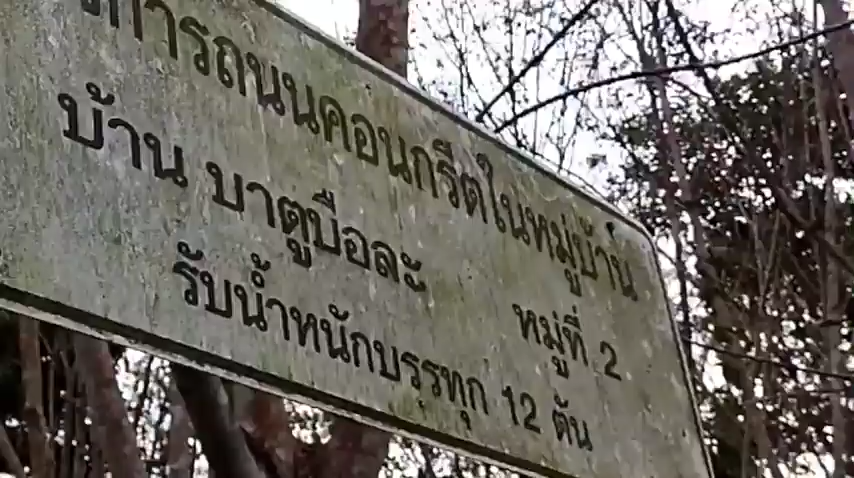 การถนนคอนกรีตในหมู่บ้าน
บ้าน บาตูบือละ หมู่ที่ 2
รับน้ำหนักบรรทุก 12 ตัน